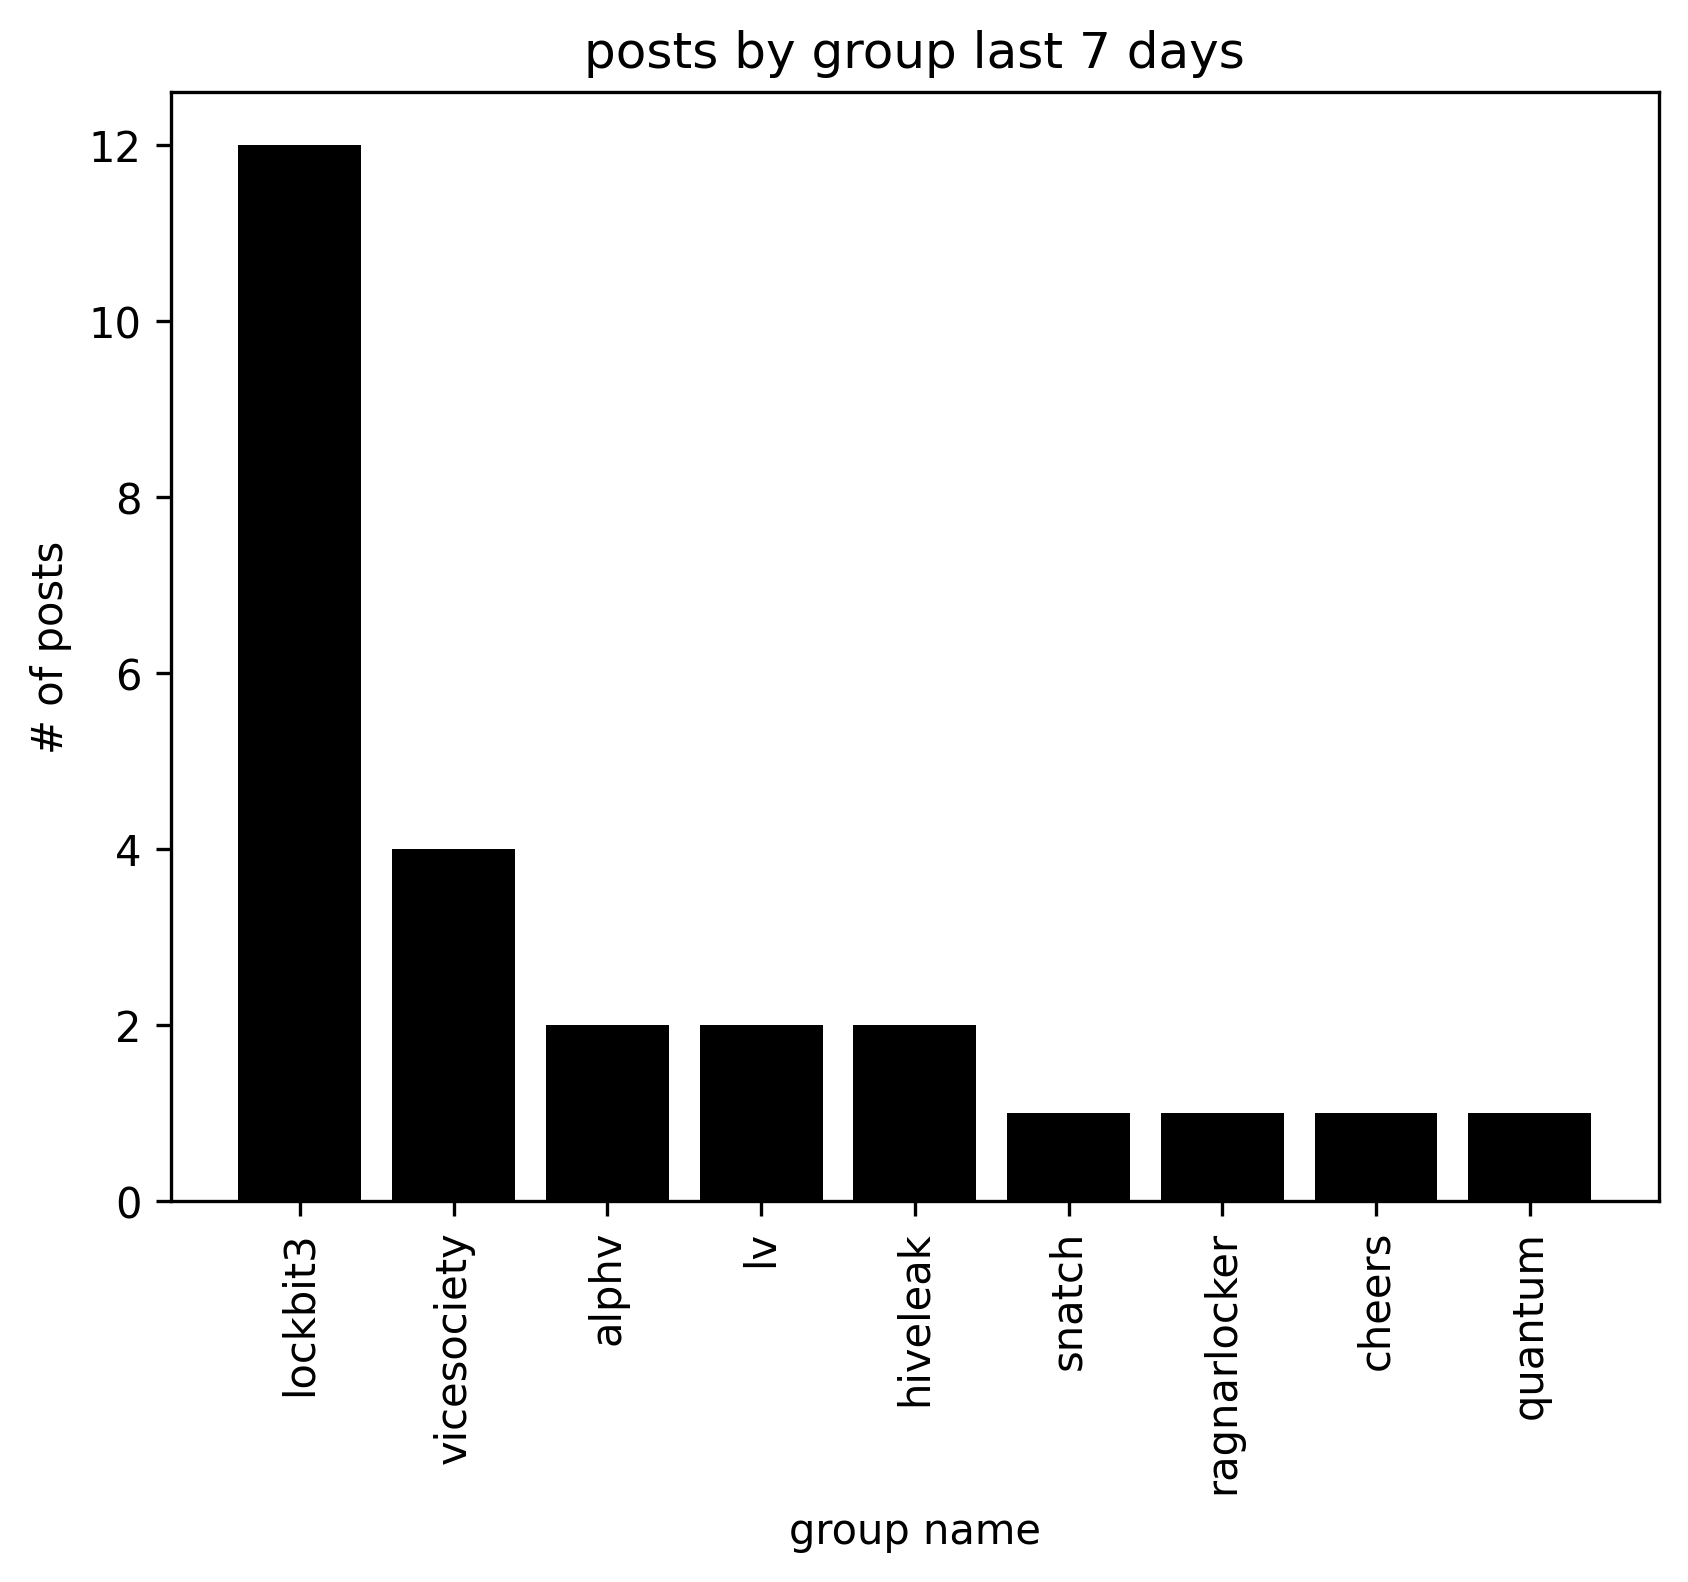 posts by group last 7 days
12
10
8
6
4
2
0
# of posts
lockbit3
vicesociety
alphv
lv
hiveleak
snatch
ragnarlocker
cheers
quantum
group name